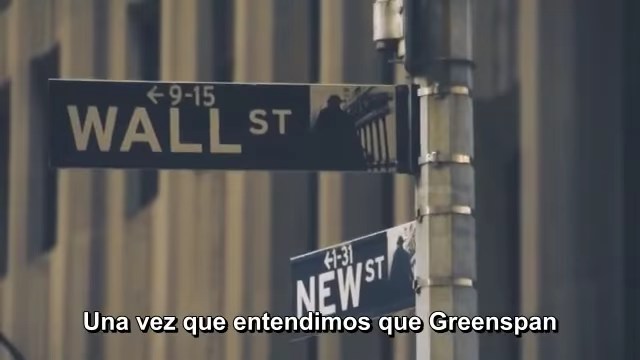 ←9-15
WALL ST
←1-31
NEW ST
Una vez que entendimos que Greenspan